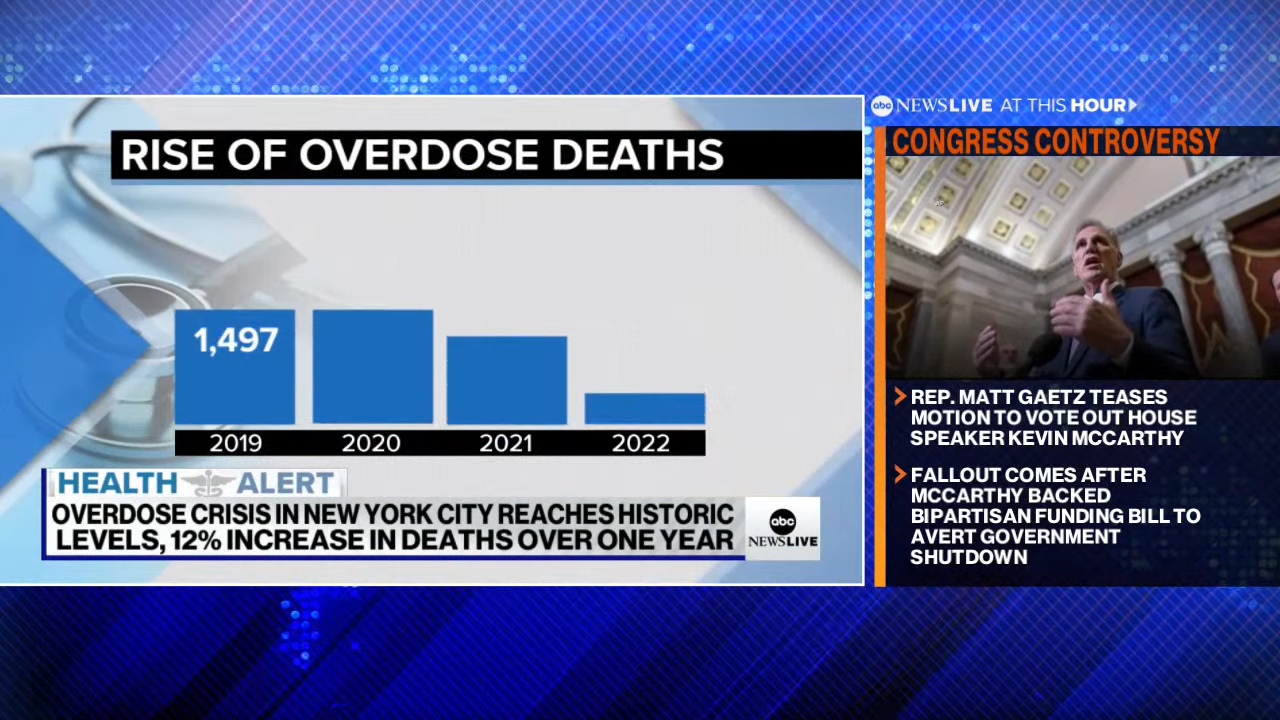 RISE OF OVERDOSE DEATHS
1,497
2019 2020 2021 2022
HEALTH ALERT
OVERDOSE CRISIS IN NEW YORK CITY REACHES HISTORIC
LEVELS, 12% INCREASE IN DEATHS OVER ONE YEAR
abc
NEWSLIVE
abc NEWSLIVE AT THIS HOUR
CONGRESS CONTROVERSY
AP
REP. MATT GAETZ TEASES
MOTION TO VOTE OUT HOUSE
SPEAKER KEVIN MCCARTHY
FALLOUT COMES AFTER
MCCARTHY BACKED
BIPARTISAN FUNDING BILL TO
AVERT GOVERNMENT
SHUTDOWN